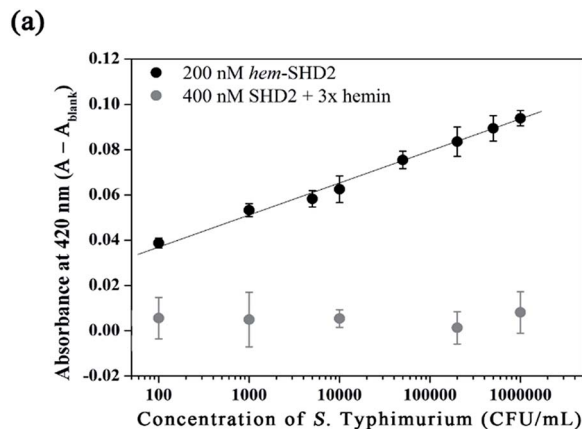 (a)
200 nM hem-SHD2
400 nM SHD2 + 3x hemin
Absorbance at 420 nm (A – Ablank)
0.12
0.10
0.08
0.06
0.04
0.02
0.00
-0.02
100 1000 10000 100000 1000000
Concentration of S. Typhimurium (CFU/mL)